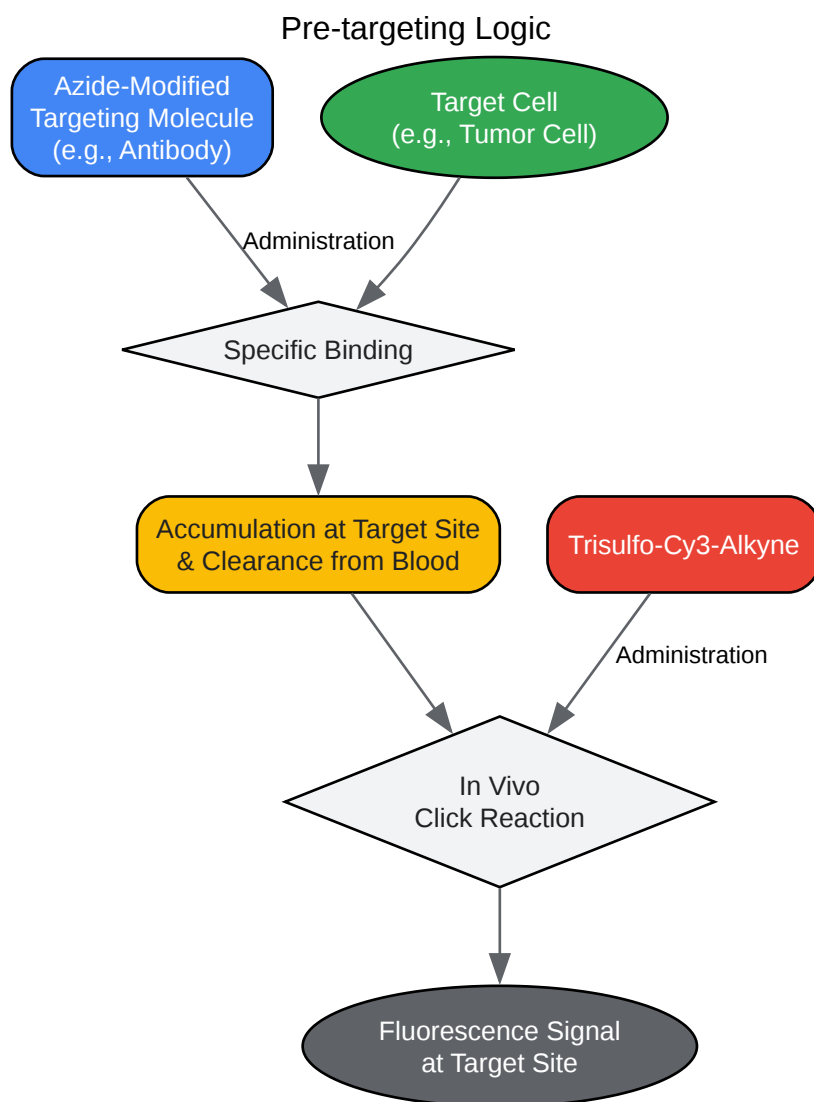 Pre-targeting Logic
Azide-Modified
Targeting Molecule
(e.g., Antibody)
Target Cell
(e.g., Tumor Cell)
Administration
Specific Binding
Accumulation at Target Site
& Clearance from Blood
Trisulfo-Cy3-Alkyne
Administration
In Vivo
Click Reaction
Fluorescence Signal
at Target Site